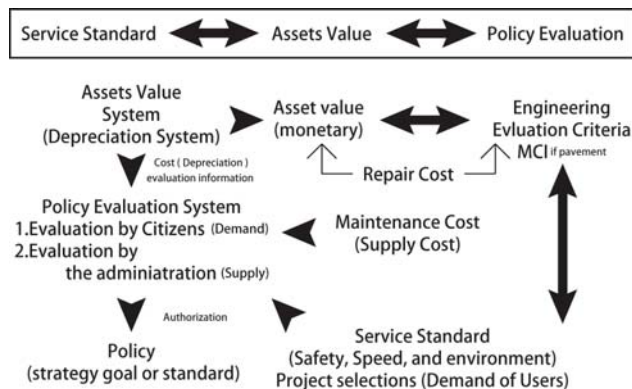 Service Standard
Assets Value
Policy Evaluation
Assets Value
System
(Depreciation System)
Asset value
(monetary)
Engineering
Evluation Criteria
MCI if pavement
Repair Cost
Cost ( Depreciation )
evaluation information
Policy Evaluation System
1.Evaluation by Citizens (Demand)
2.Evaluation by
the adminiatration (Supply)
Maintenance Cost
(Supply Cost)
Authorization
Policy
(strategy goal or standard)
Service Standard
(Safety, Speed, and environment)
Project selections (Demand of Users)